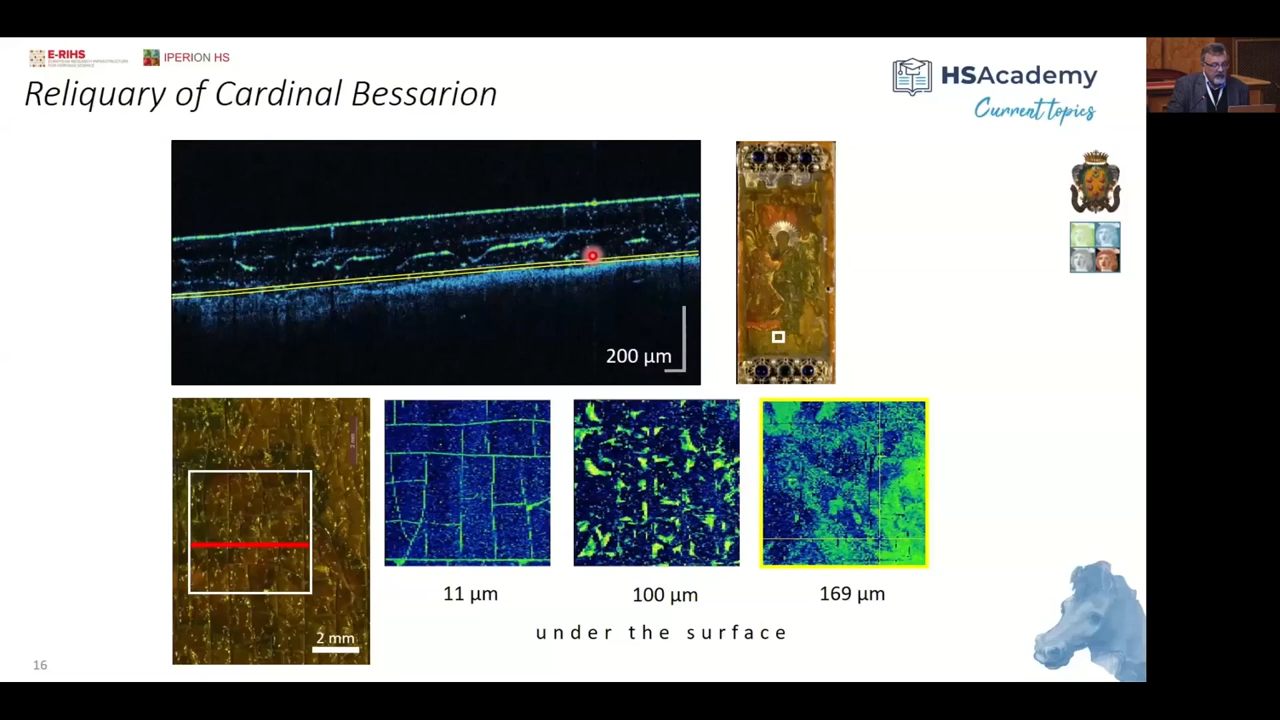 E-RIHS
IPERION HS
Reliquary of Cardinal Bessarion
HSAcademy
Current topics
200 µm
2 mm
11 µm
100 µm
169 µm
under the surface
16